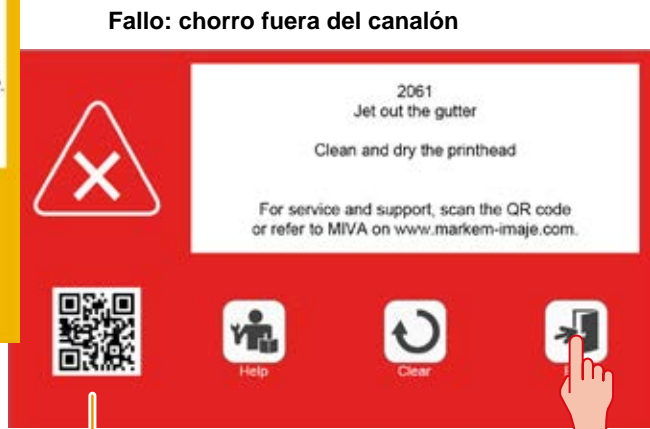 Fallo: chorro fuera del canalón
2061
Jet out the gutter
Clean and dry the printhead
For service and support, scan the QR code
or refer to MIVA on www.markem-imaje.com.
Help
Clear